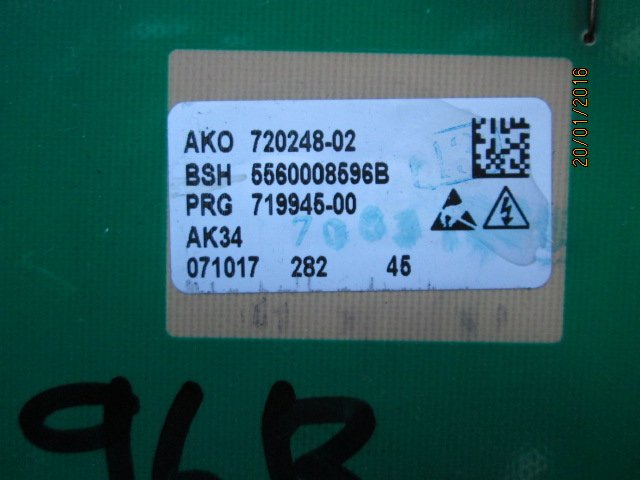 AKO 720248-02
BSH 5560008596B
PRG 719945-00
AK34
071017 282 45
96B
20/01/2016